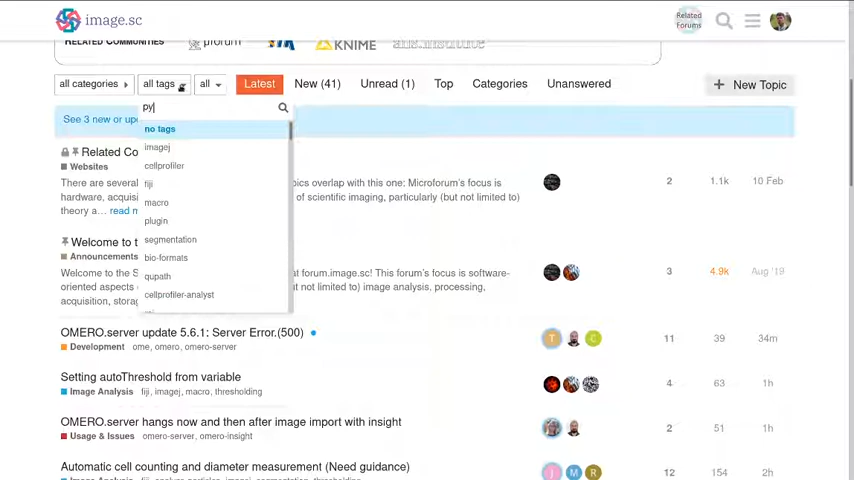 image.sc
Related
Forums
RELATED COMMUNITIES
µforum
KNIME
all categories
all tags
all
Latest
New (41)
Unread (1)
Top
Categories
Unanswered
+ New Topic
py
no tags
imagej
cellprofiler
fiji
macro
plugin
segmentation
bio-formats
qupath
cellprofiler-analyst
See 3 new or
Related
Websites
There are several
hardware,
theory a… read
overlap with this one: Microforum's focus is
of scientific imaging, particularly (but not limited to)
2 1.1k 10 Feb
Welcome to
Announcements
Welcome to the
aspects
acquisition,
at forum.image.sc! This forum's focus is software-
not limited to) image analysis, processing,
3 4.9k Aug '19
OMERO.server update 5.6.1: Server Error.(500)
Development ome, omero, omero-server
T C 11 39 34m
Setting autoThreshold from variable
Image Analysis fiji, imagej, macro, thresholding
4 63 1h
OMERO.server hangs now and then after image import with insight
Usage & Issues omero-server, omero-insight
2 51 1h
Automatic cell counting and diameter measurement (Need guidance)
J M R 12 154 2h